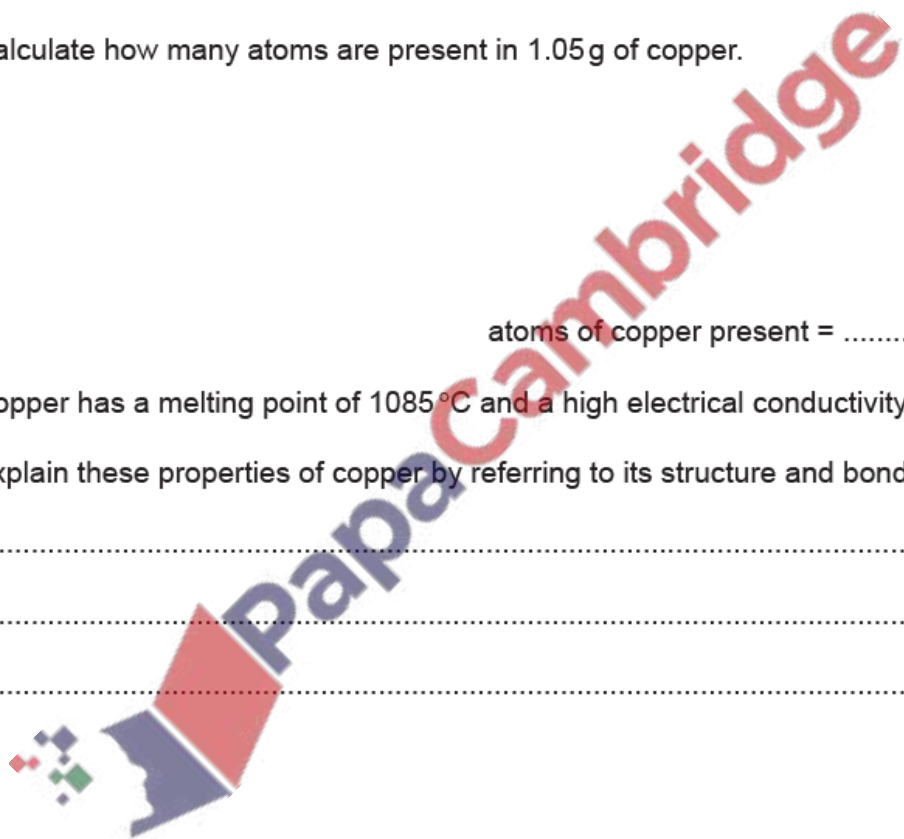 alculate how many atoms are present in 1.05 g of copper.
atoms of copper present = ........
opper has a melting point of 1085 °C and a high electrical conductivity
xplain these properties of copper by referring to its structure and bond
PapaCambridge